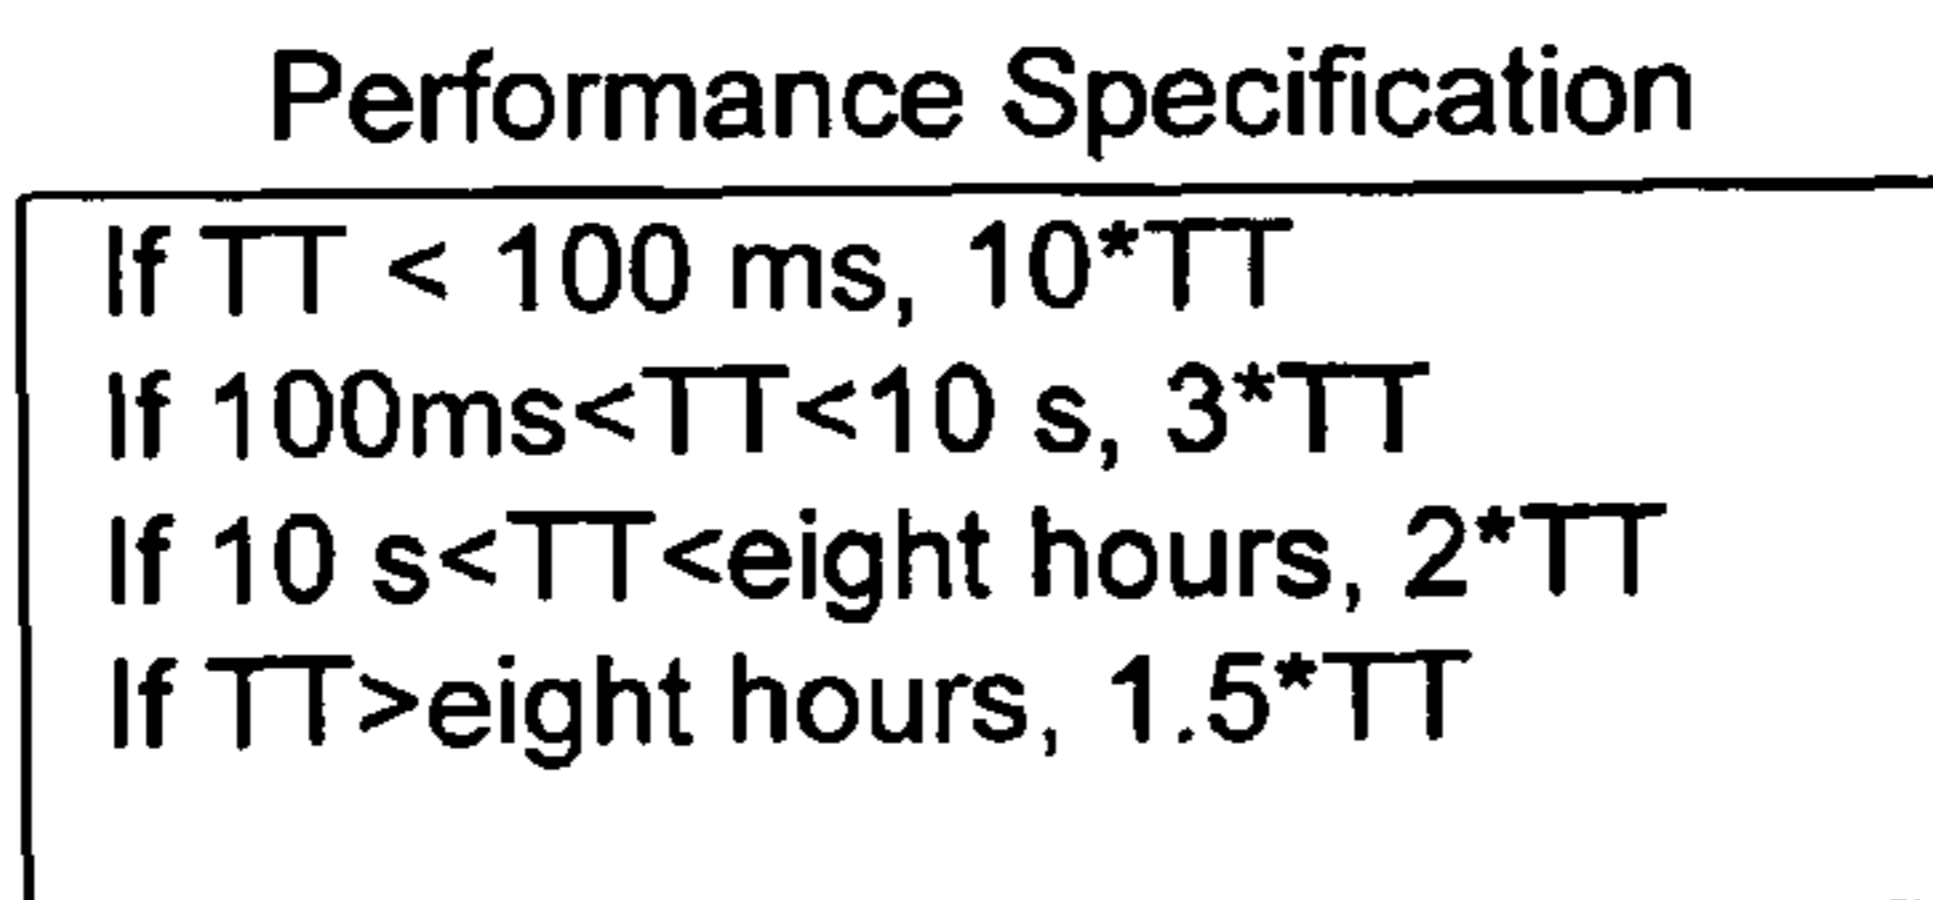 Performance Specification
If TT < 100 ms, 10*TT
If 100ms<TT<10 s, 3*TT
If 10 s<TT<eight hours, 2*TT
If TT>eight hours, 1.5*TT